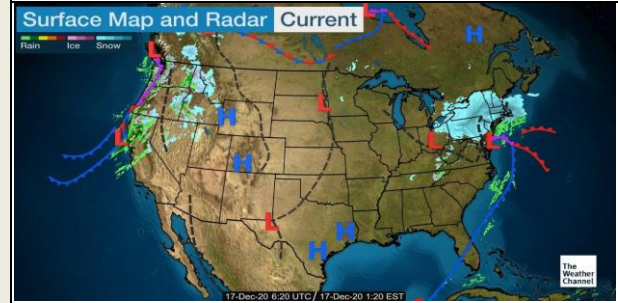 Surface Map and Radar Current
Rain Ice Snow
L L H
L
H
L L L
H
L
H
H
The
Weather
Channel
17-Dec-20 6:20 UTC / 17-Dec-20 1:20 EST